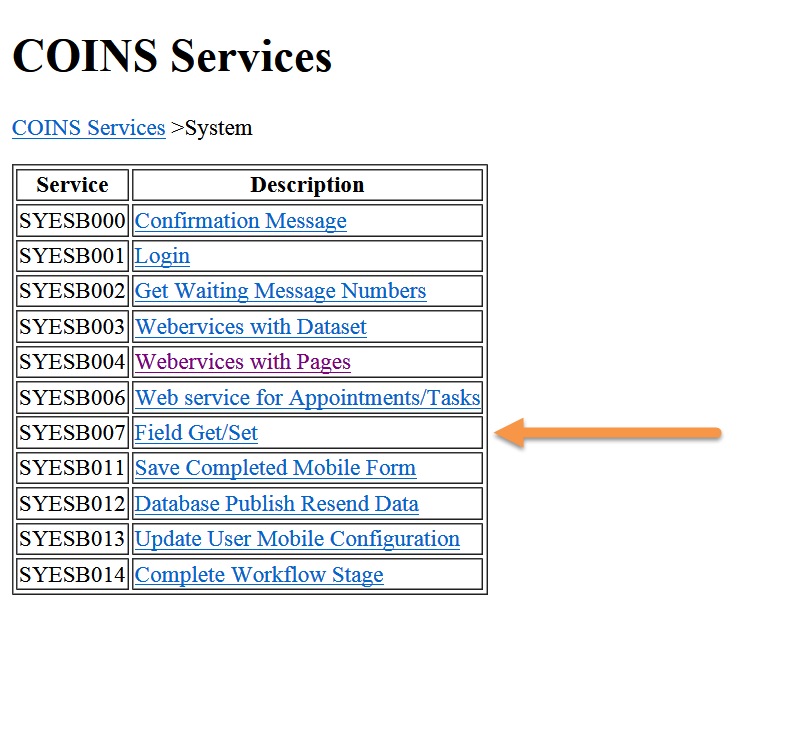 COINS Services
COINS Services >System
Service Description
SYESB000 Confirmation Message
SYESB001 Login
SYESB002 Get Waiting Message Numbers
SYESB003 Webervices with Dataset
SYESB004 Webervices with Pages
SYESB006 Web service for Appointments/Tasks
SYESB007 Field Get/Set
SYESB011 Save Completed Mobile Form
SYESB012 Database Publish Resend Data
SYESB013 Update User Mobile Configuration
SYESB014 Complete Workflow Stage